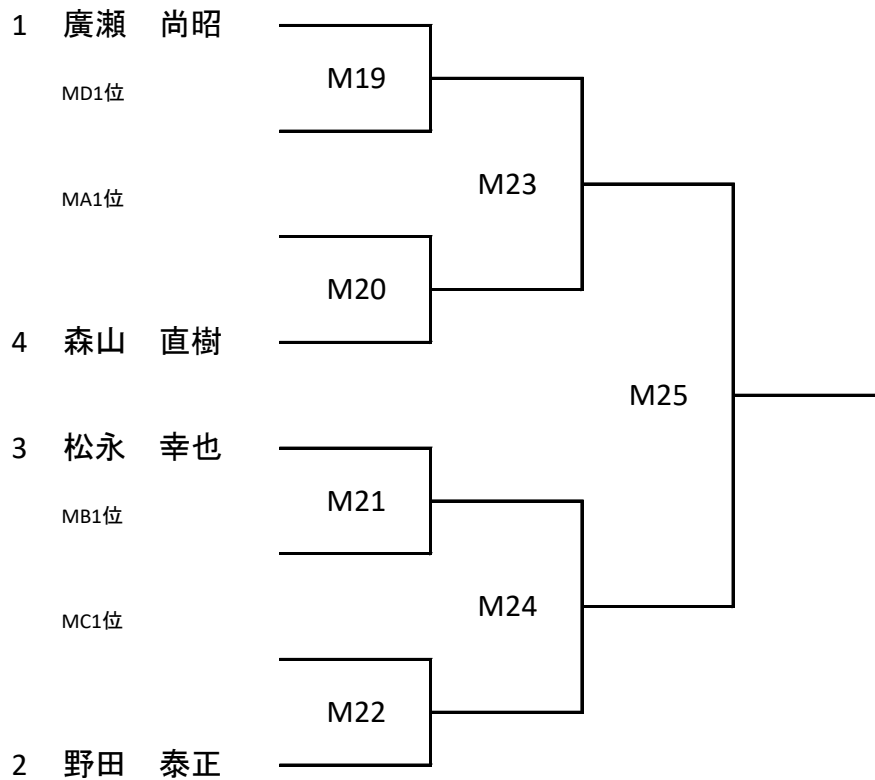 1 廣瀬　尚昭
M19
MD1位
M23
MA1位
M20
4 森山　直樹
M25
3 松永　幸也
M21
MB1位
M24
MC1位
M22
2 野田　泰正